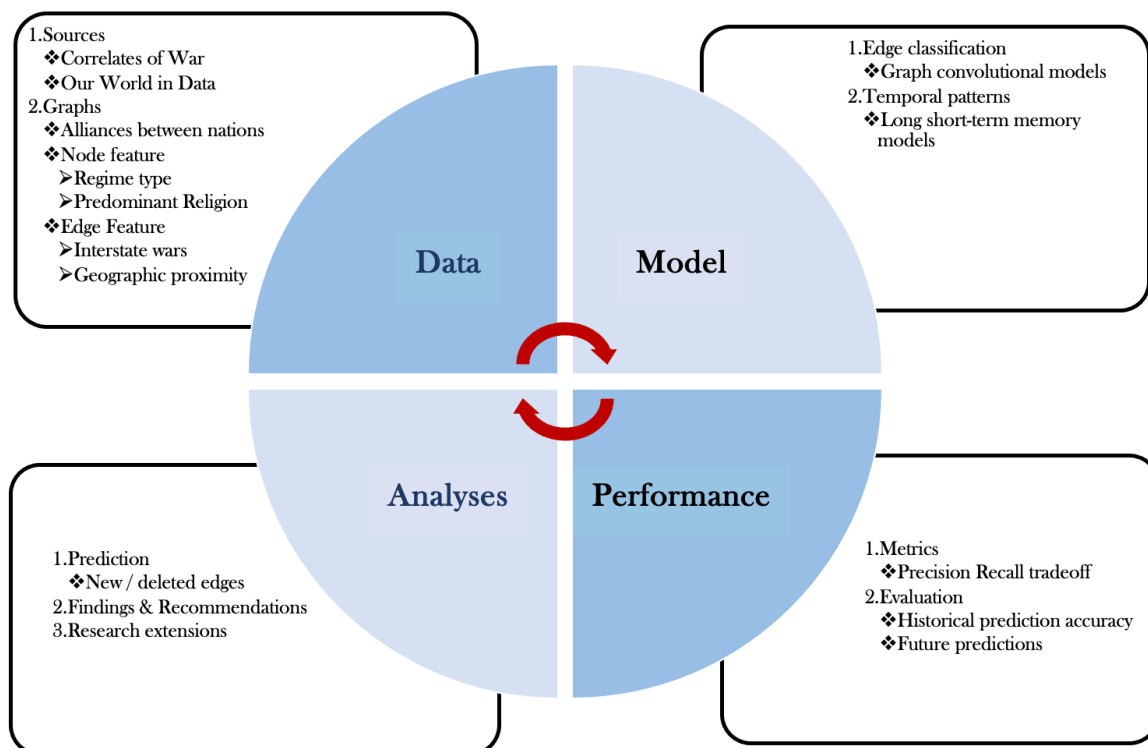 1.Sources
❖Correlates of War
❖Our World in Data
2.Graphs
❖Alliances between nations
❖Node feature
➢Regime type
➢Predominant Religion
❖Edge Feature
➢Interstate wars
➢Geographic proximity
1.Edge classification
❖Graph convolutional models
2.Temporal patterns
❖Long short-term memory
models
Data
Model
Analyses
Performance
1.Prediction
❖New / deleted edges
2.Findings & Recommendations
3.Research extensions
1.Metrics
❖Precision Recall tradeoff
2.Evaluation
❖Historical prediction accuracy
❖Future predictions